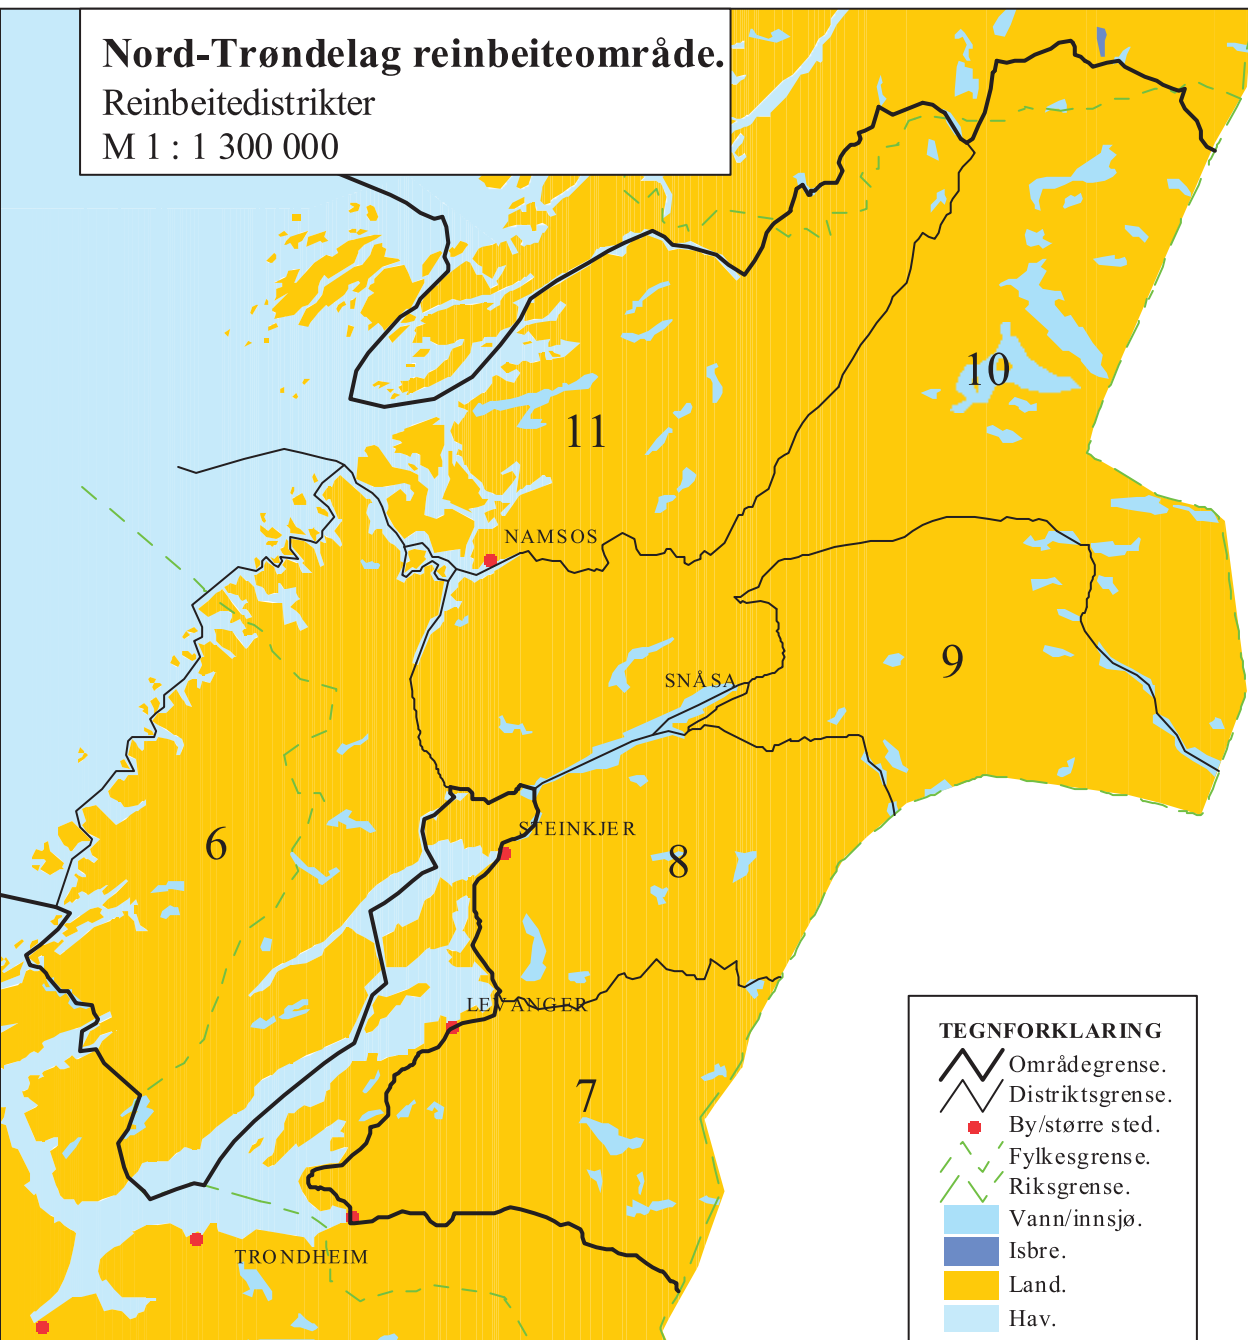 Nord-Trøndelag reinbeiteområde.
Reinbeitedistrikter
M 1 : 1 300 000
10
11
NAMSOS
9
SNÅSA
STEINKJER
6
8
LEVANGER
7
TRONDHEIM
TEGNFORKLARING
Områdegrense.
Distriktsgrense.
By/større sted.
Fylkesgrense.
Riksgrense.
Vann/innsjø.
Isbre.
Land.
Hav.